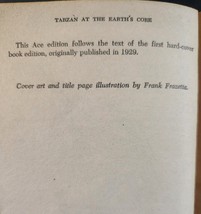 TARZAN AT THE EARTH'S CORE
This Ace edition follows the text of the first hard-cover
book edition, originally published in 1929.
Cover art and title page illustration by Frank Frazetta.